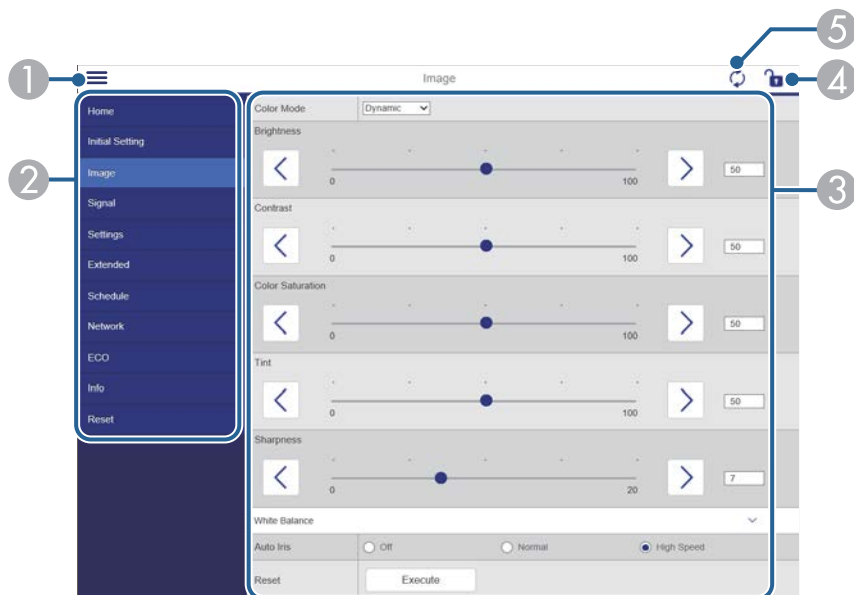 5
1
Image
4
Home
Color Mode
Dynamic
Initial Setting
Brightness
2
Image
0
100
50
3
Signal
Contrast
Settings
0
100
50
Extended
Color Saturation
Schedule
Network
0
100
50
ECO
Tint
Info
0
100
50
Reset
Sharpness
0
20
7
White Balance
Auto Iris
Off
Normal
High Speed
Reset
Execute